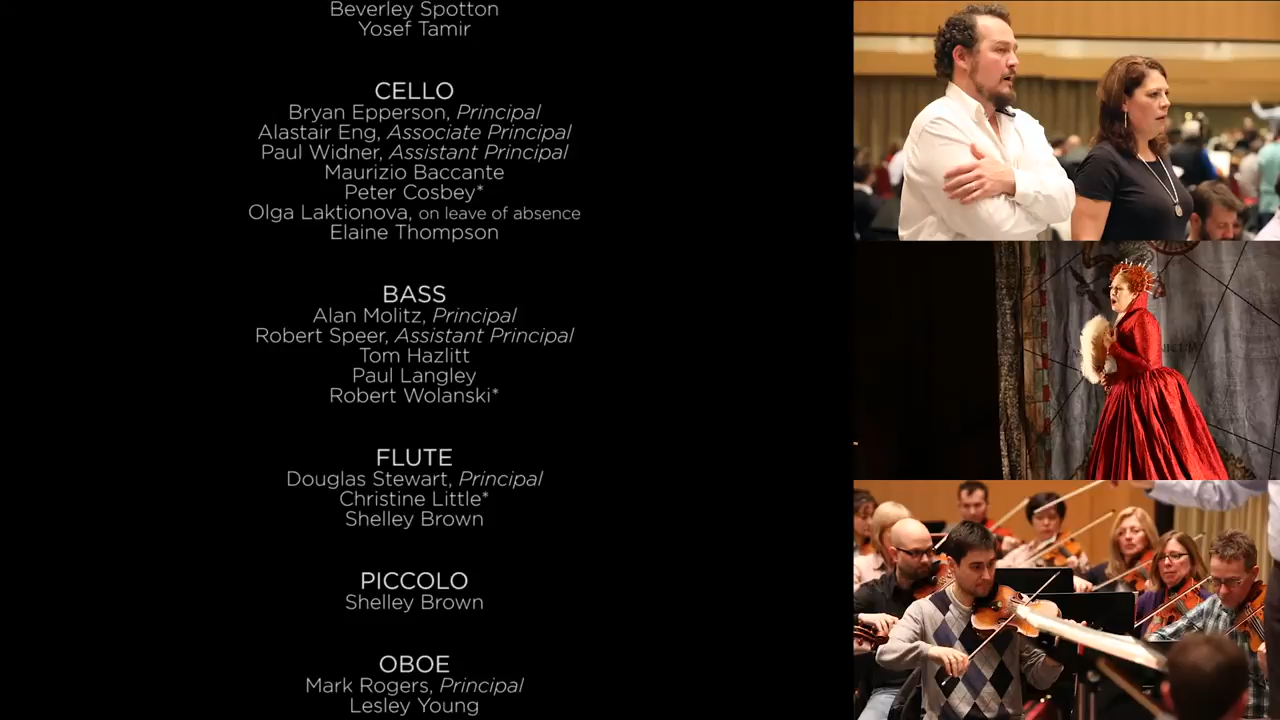 Beverley Spotton
Yosef Tamir
CELLO
Bryan Epperson, Principal
Alastair Eng, Associate Principal
Paul Widner, Assistant Principal
Maurizio Baccante
Peter Cosbey*
Olga Laktionova, on leave of absence
Elaine Thompson
BASS
Alan Molitz, Principal
Robert Speer, Assistant Principal
Tom Hazlitt
Paul Langley
Robert Wolanski*
FLUTE
Douglas Stewart, Principal
Christine Little*
Shelley Brown
PICCOLO
Shelley Brown
OBOE
Mark Rogers, Principal
Lesley Young